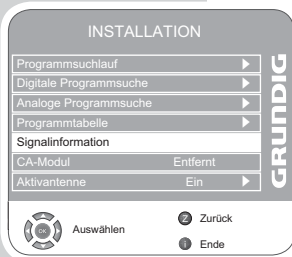 INSTALLATION
Programmsuchlauf
Digitale Programmsuche
Analoge Programmsuche
Programmtabelle
Signalinformation
CA-Modul Entfernt
Aktivantenne Ein
GRUNDIG
OK
Auswählen
Z Zurück
i Ende